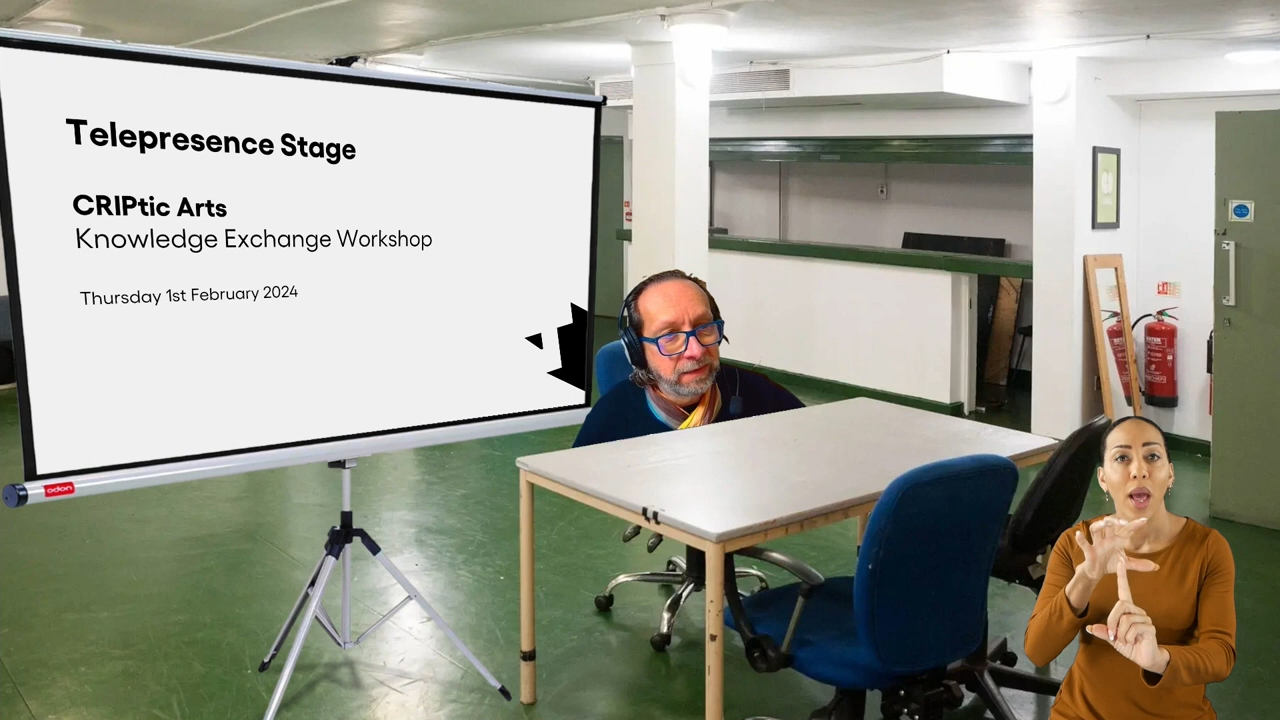 Telepresence Stage
CRIPtic Arts
Knowledge Exchange Workshop
Thursday 1st February 2024
odon